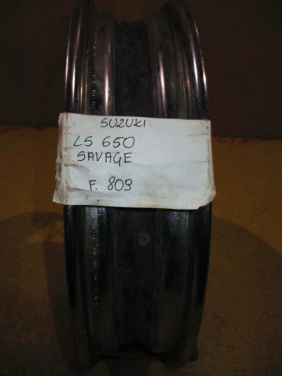 SUZUKI
LS 650
SAVAGE
F. 809